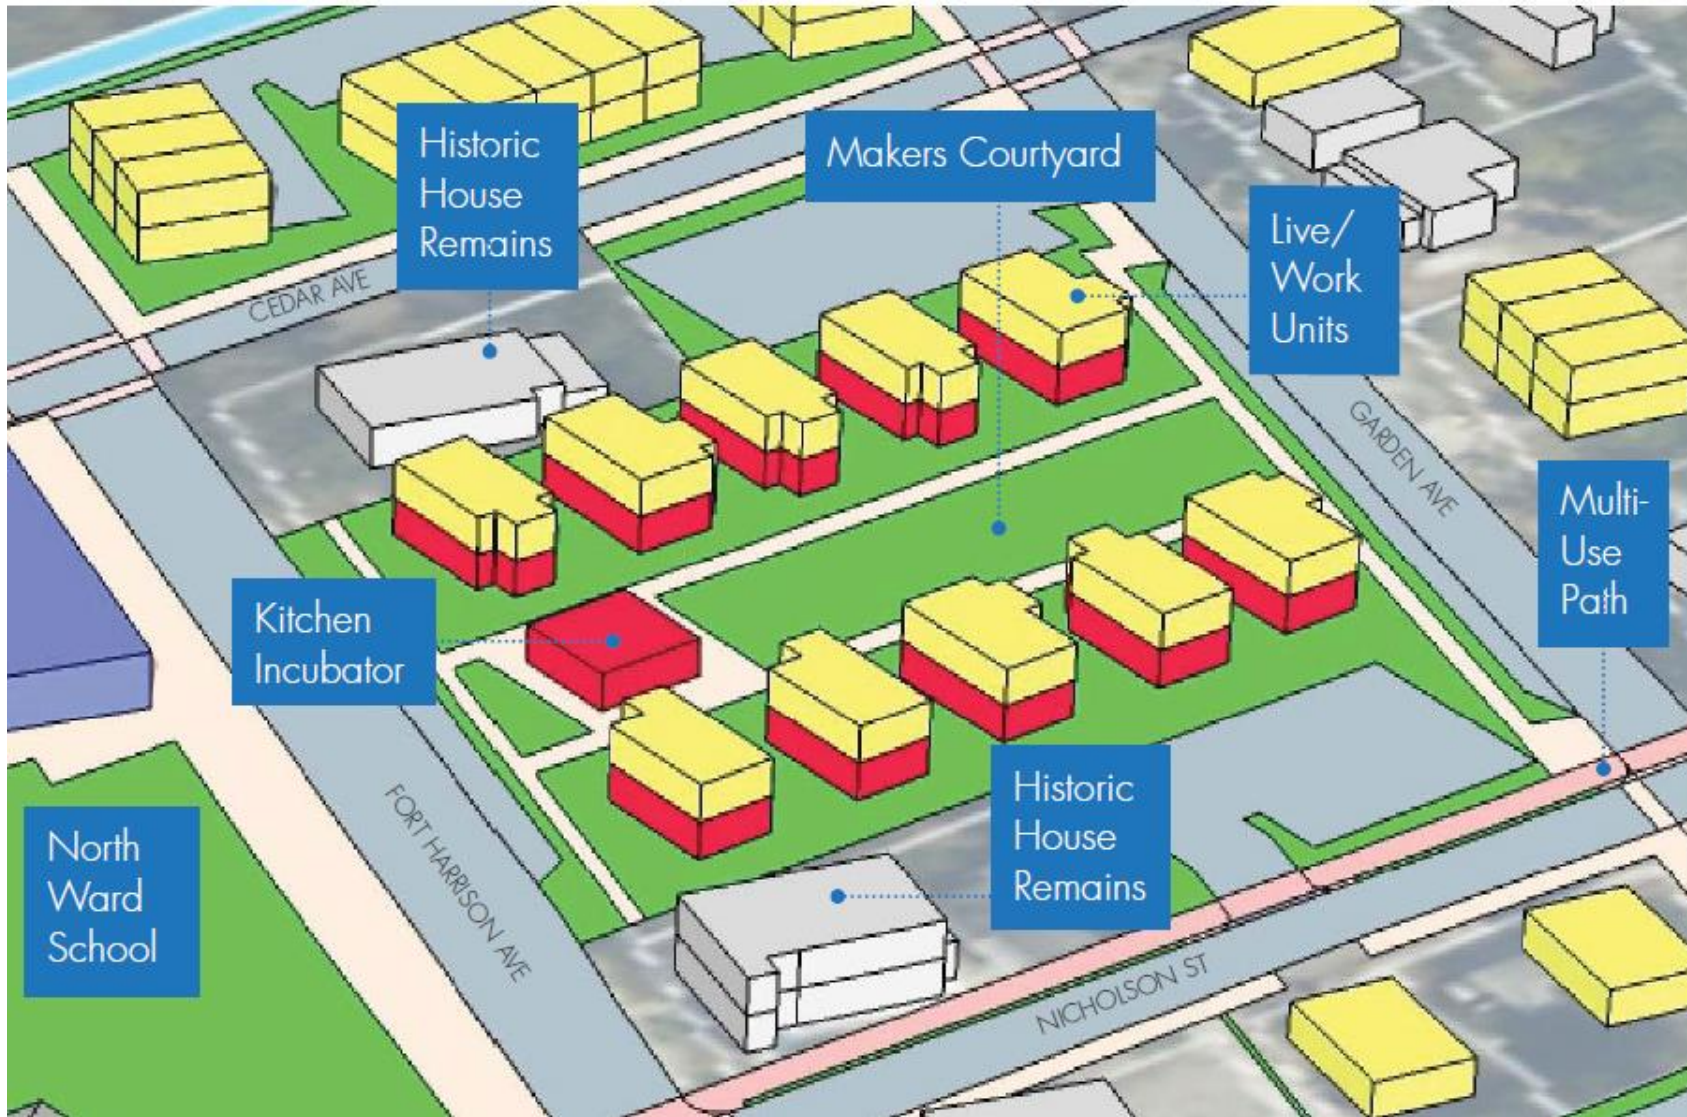 Historic
House
Remains
Makers Courtyard
Live/
Work
Units
CEDAR AVE
GARDEN AVE
Multi-
Use
Path
Kitchen
Incubator
North
Ward
School
FORT HARRISON AVE
Historic
House
Remains
NICHOLSON ST